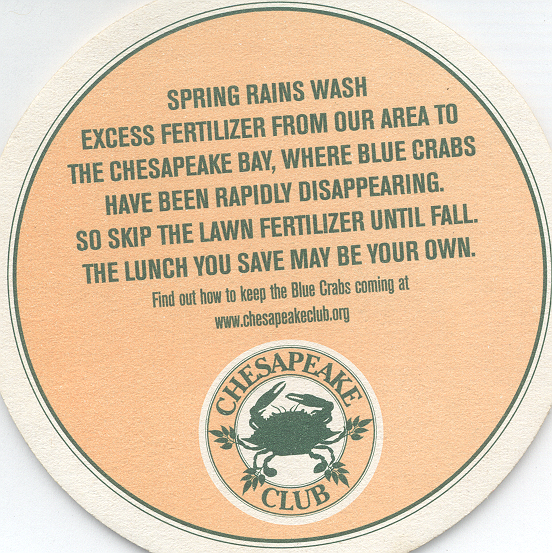 SPRING RAINS WASH
EXCESS FERTILIZER FROM OUR AREA TO
THE CHESAPEAKE BAY, WHERE BLUE CRABS
HAVE BEEN RAPIDLY DISAPPEARING.
SO SKIP THE LAWN FERTILIZER UNTIL FALL.
THE LUNCH YOU SAVE MAY BE YOUR OWN.
Find out how to keep the Blue Crabs coming at
www.chesapeakeclub.org
CHESAPEAKE
CLUB